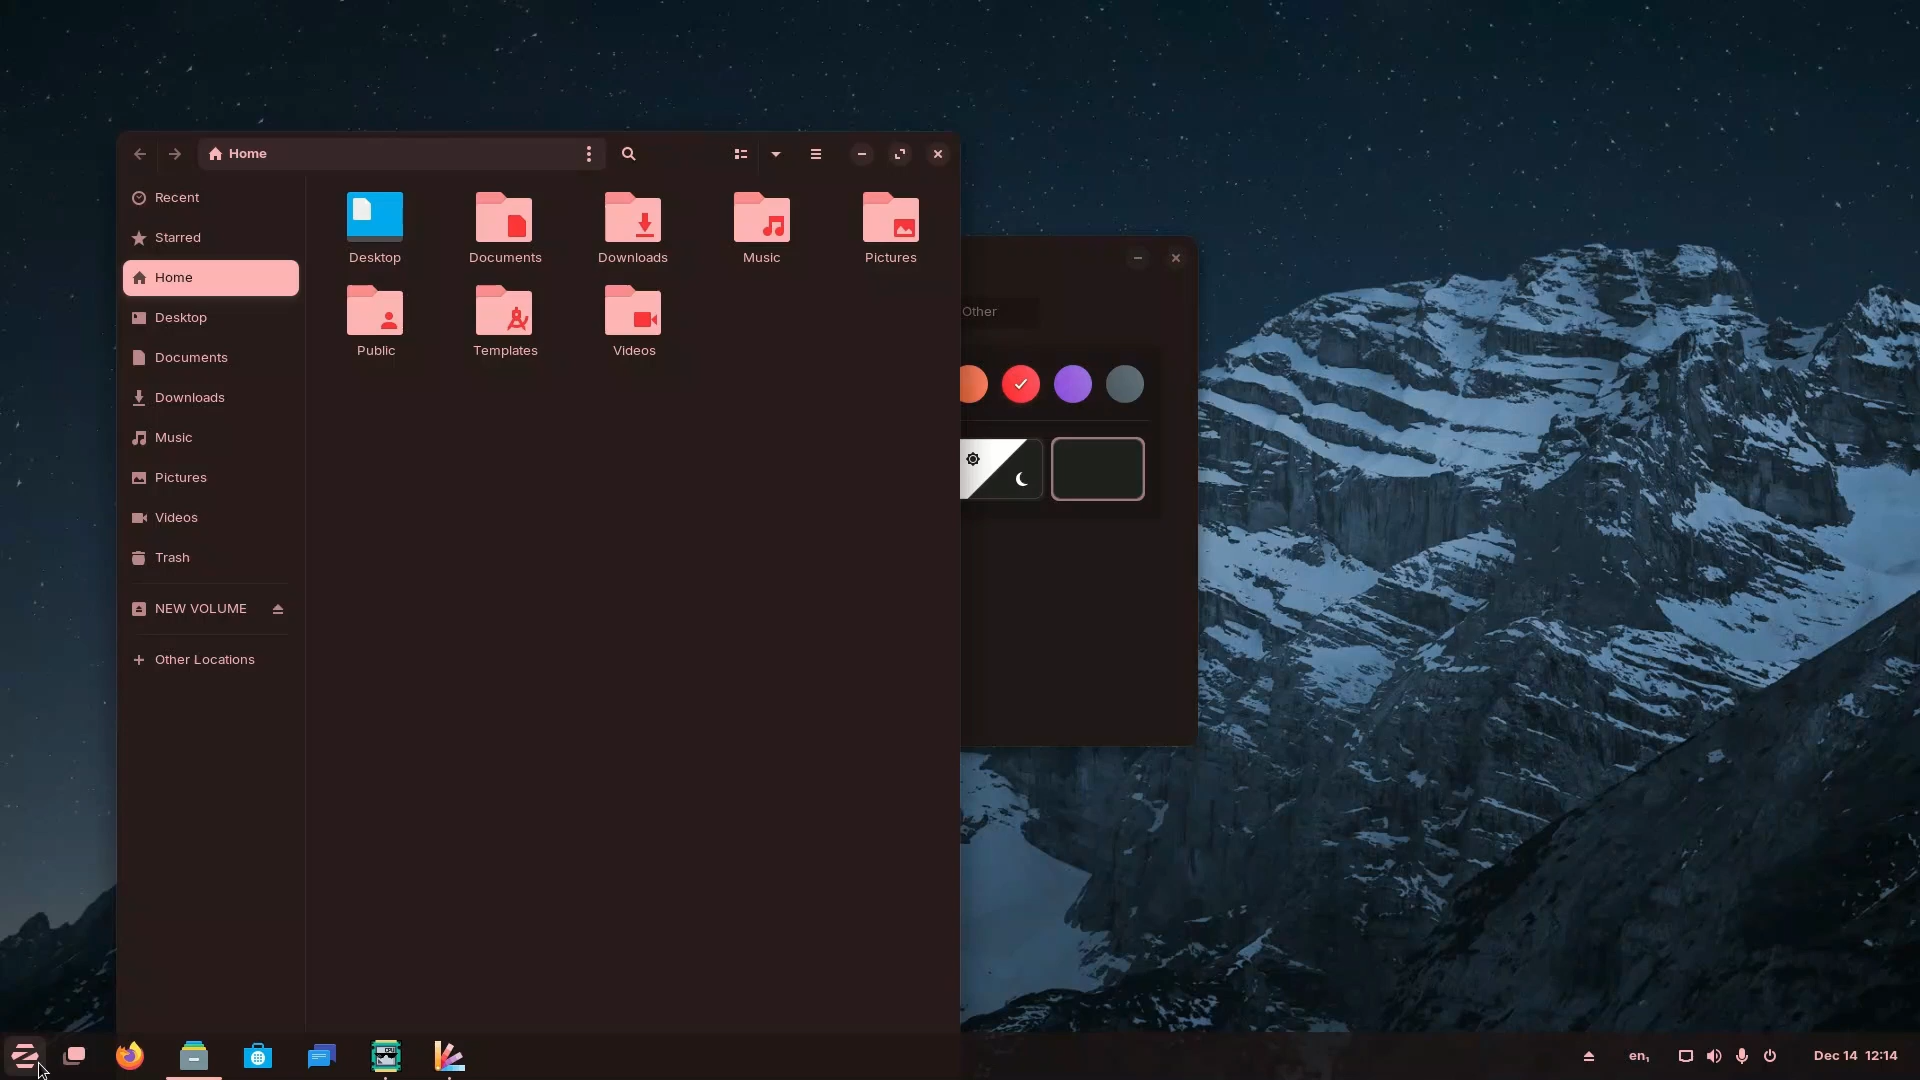 Home
Recent
Starred
Home
Desktop
Documents
Downloads
Music
Pictures
Videos
Trash
NEW VOLUME
Other Locations
Desktop
Documents
Downloads
Music
Pictures
Public
Templates
Videos
Other
en₁
Dec 14 12:14